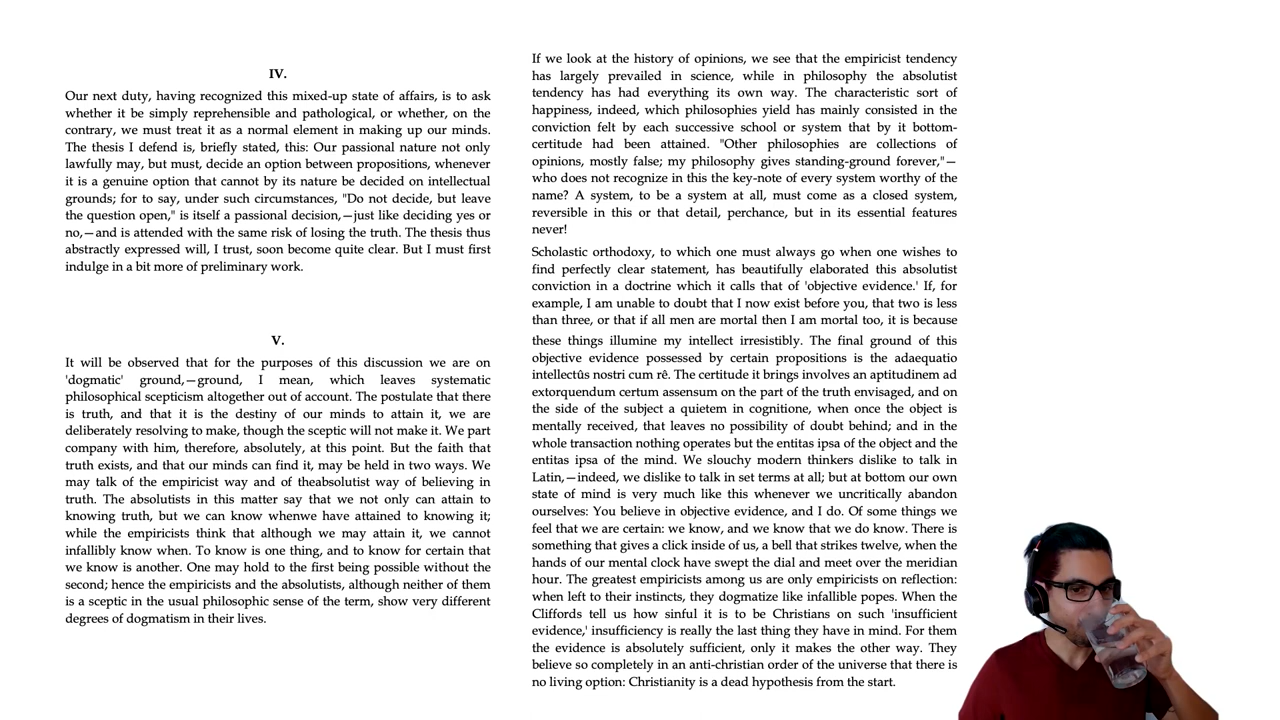 IV.
Our next duty, having recognized this mixed-up state of affairs, is to ask
whether it be simply reprehensible and pathological, or whether, on the
contrary, we must treat it as a normal element in making up our minds.
The thesis I defend is, briefly stated, this: Our passional nature not only
lawfully may, but must, decide an option between propositions, whenever
it is a genuine option that cannot by its nature be decided on intellectual
grounds; for to say, under such circumstances, "Do not decide, but leave
the question open," is itself a passional decision,—just like deciding yes or
no,—and is attended with the same risk of losing the truth. The thesis thus
abstractly expressed will, I trust, soon become quite clear. But I must first
indulge in a bit more of preliminary work.
V.
It will be observed that for the purposes of this discussion we are on
'dogmatic' ground,—ground, I mean, which leaves systematic
philosophical scepticism altogether out of account. The postulate that there
is truth, and that it is the destiny of our minds to attain it, we are
deliberately resolving to make, though the sceptic will not make it. We part
company with him, therefore, absolutely, at this point. But the faith that
truth exists, and that our minds can find it, may be held in two ways. We
may talk of the empiricist way and of theabsolutist way of believing in
truth. The absolutists in this matter say that we not only can attain to
knowing truth, but we can know whenwe have attained to knowing it;
while the empiricists think that although we may attain it, we cannot
infallibly know when. To know is one thing, and to know for certain that
we know is another. One may hold to the first being possible without the
second; hence the empiricists and the absolutists, although neither of them
is a sceptic in the usual philosophic sense of the term, show very different
degrees of dogmatism in their lives.
If we look at the history of opinions, we see that the empiricist tendency
has largely prevailed in science, while in philosophy the absolutist
tendency has had everything its own way. The characteristic sort of
happiness, indeed, which philosophies yield has mainly consisted in the
conviction felt by each successive school or system that by it bottom-
certitude had been attained. "Other philosophies are collections of
opinions, mostly false; my philosophy gives standing-ground forever,"—
who does not recognize in this the key-note of every system worthy of the
name? A system, to be a system at all, must come as a closed system,
reversible in this or that detail, perchance, but in its essential features
never!
Scholastic orthodoxy, to which one must always go when one wishes to
find perfectly clear statement, has beautifully elaborated this absolutist
conviction in a doctrine which it calls that of 'objective evidence.' If, for
example, I am unable to doubt that I now exist before you, that two is less
than three, or that if all men are mortal then I am mortal too, it is because
these things illumine my intellect irresistibly. The final ground of this
objective evidence possessed by certain propositions is the adaequatio
intellectûs nostri cum rê. The certitude it brings involves an aptitudinem ad
extorquendum certum assensum on the part of the truth envisaged, and on
the side of the subject a quietem in cognitione, when once the object is
mentally received, that leaves no possibility of doubt behind; and in the
whole transaction nothing operates but the entitas ipsa of the object and the
entitas ipsa of the mind. We slouchy modern thinkers dislike to talk in
Latin,—indeed, we dislike to talk in set terms at all; but at bottom our own
state of mind is very much like this whenever we uncritically abandon
ourselves: You believe in objective evidence, and I do. Of some things we
feel that we are certain: we know, and we know that we do know. There is
something that gives a click inside of us, a bell that strikes twelve, when the
hands of our mental clock have swept the dial and meet over the meridian
hour. The greatest empiricists among us are only empiricists on reflection:
when left to their instincts, they dogmatize like infallible popes. When the
Cliffords tell us how sinful it is to be Christians on such 'insufficient
evidence,' insufficiency is really the last thing they have in mind. For them
the evidence is absolutely sufficient, only it makes the other way. They
believe so completely in an anti-christian order of the universe that there is
no living option: Christianity is a dead hypothesis from the start.